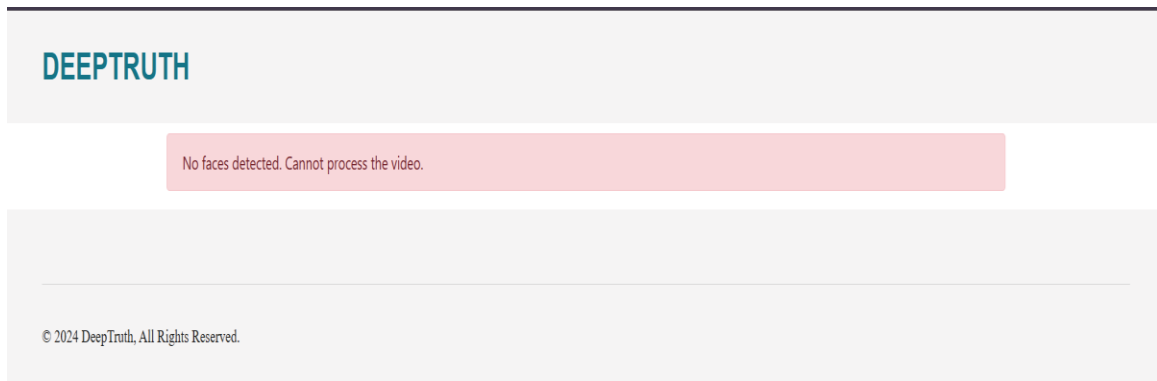 DEEPTRUTH
No faces detected. Cannot process the video.
© 2024 DeepTruth, All Rights Reserved.